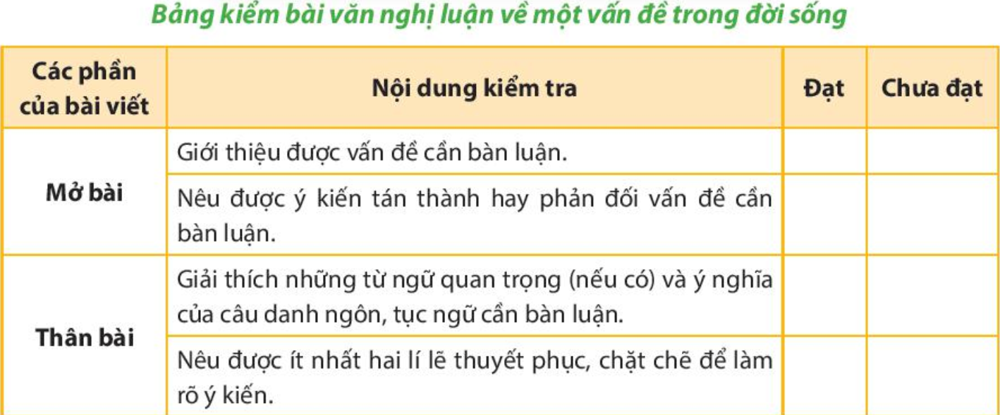 Bảng kiểm bài văn nghị luận về một vấn đề trong đời sống
Các phần
của bài viết
Nội dung kiểm tra
Đạt
Chưa đạt
Mở bài
Giới thiệu được vấn đề cần bàn luận.
Nêu được ý kiến tán thành hay phản đối vấn đề cần
bàn luận.
Thân bài
Giải thích những từ ngữ quan trọng (nếu có) và ý nghĩa
của câu danh ngôn, tục ngữ cần bàn luận.
Nêu được ít nhất hai lí lẽ thuyết phục, chặt chẽ để làm
rõ ý kiến.